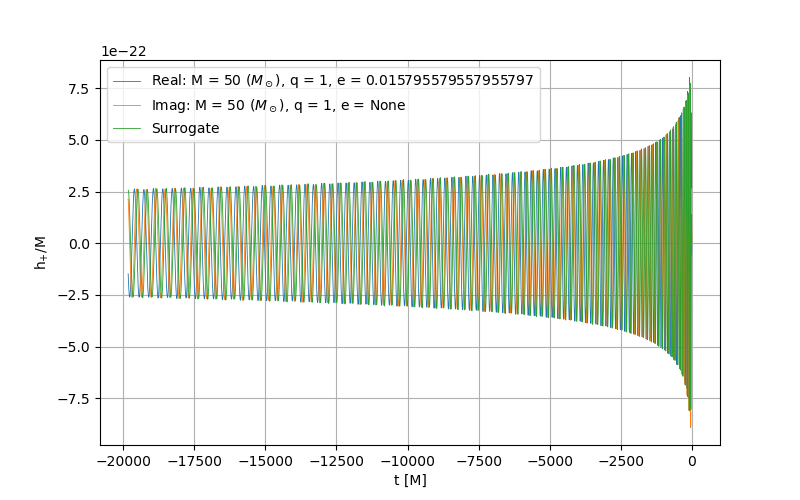 1e−22
Real: M = 50 (M⊙), q = 1, e = 0.015795579557955797
Imag: M = 50 (M⊙), q = 1, e = None
Surrogate
7.5
5.0
2.5
0.0
−2.5
−5.0
−7.5
h₊/M
−20000 −17500 −15000 −12500 −10000 −7500 −5000 −2500 0
t [M]